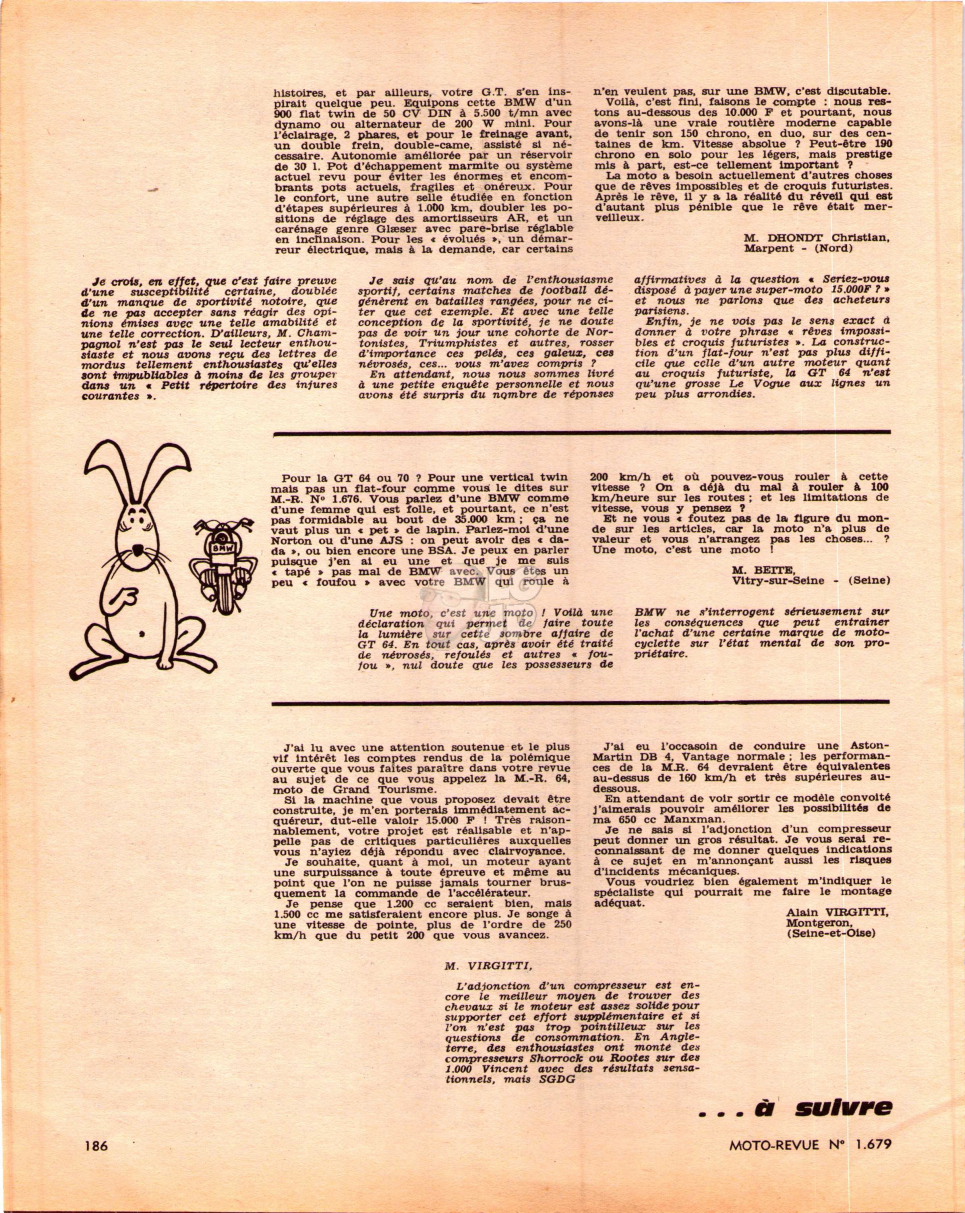 histoires, et par ailleurs, votre G.T. s'en ins-
pirait quelque peu. Equipons cette BMW d'un
900 flat twin de 50 CV DIN à 5.500 t/mn avec
dynamo ou alternateur de 200 W mini. Pour
l'éclairage, 2 phares, et pour le freinage avant,
un double frein, double-came, assisté si né-
cessaire. Autonomie améliorée par un réservoir
de 30 l. Pot d'échappement marmite ou système
actuel revu pour éviter les énormes et encom-
brants pots actuels, fragiles et onéreux. Pour
le confort, une autre selle étudiée en fonction
d'étapes supérieures à 1.000 km, doubler les po-
sitions de réglage des amortisseurs AR, et un
carénage genre Glæser avec pare-brise réglable
en inclinaison. Pour les « évolués », un démar-
reur électrique, mais à la demande, car certains
n'en veulent pas, sur une BMW, c'est discutable.
Voilà, c'est fini, faisons le compte : nous res-
tons au-dessous des 10.000 F et pourtant, nous
avons-là une vraie routière moderne capable
de tenir son 150 chrono, en duo, sur des cen-
taines de km. Vitesse absolue ? Peut-être 190
chrono en solo pour les légers, mais prestige
mis à part, est-ce tellement important ?
La moto a besoin actuellement d'autres choses
que de rêves impossibles et de croquis futuristes.
Après le rêve, il y a la réalité du réveil qui est
d'autant plus pénible que le rêve était mer-
veilleux.
M. DHONDT Christian,
Marpent - (Nord)
Je crois, en effet, que c'est faire preuve
d'une susceptibilité certaine, doublée
d'un manque de sportivité notoire, que
de ne pas accepter sans réagir des opi-
nions émises avec une telle amabilité et
une telle correction. D'ailleurs, M. Cham-
pagnol n'est pas le seul lecteur enthou-
siaste et nous avons reçu des lettres de
mordus tellement enthousiastes qu'elles
sont impubliables à moins de les grouper
dans un « Petit répertoire des injures
courantes ».
Je sais qu'au nom de l'enthousiasme
sportif, certains matches de football dé-
génèrent en batailles rangées, pour ne ci-
ter que cet exemple. Et avec une telle
conception de la sportivité, je ne doute
pas de voir un jour une cohorte de Nor-
tonistes, Triumphistes et autres, rosser
d'importance ces pelés, ces galeux, ces
névrosés, ces... vous m'avez compris ?
En attendant, nous nous sommes livré
à une petite enquête personnelle et nous
avons été surpris du nombre de réponses
affirmatives à la question « Seriez-vous
disposé à payer une super-moto 15.000F ? »
et nous ne parlons que des acheteurs
parisiens.
Enfin, je ne vois pas le sens exact à
donner à votre phrase « rêves impossi-
bles et croquis futuristes ». La construc-
tion d'un flat-four n'est pas plus diffi-
cile que celle d'un autre moteur quant
au croquis futuriste, la GT 64 n'est
qu'une grosse Le Vogue aux lignes un
peu plus arrondies.
BMW
Pour la GT 64 ou 70 ? Pour une vertical twin
mais pas un flat-four comme vous le dites sur
M.-R. N° 1.676. Vous parlez d'une BMW comme
d'une femme qui est folle, et pourtant, ce n'est
pas formidable au bout de 35.000 km ; ça ne
vaut plus un « pet » de lapin. Parlez-moi d'une
Norton ou d'une AJS : on peut avoir des « da-
da », ou bien encore une BSA. Je peux en parler
puisque j'en ai eu une et que je me suis
« tapé » pas mal de BMW avec. Vous êtes un
peu « foufou » avec votre BMW qui roule à
200 km/h et où pouvez-vous rouler à cette
vitesse ? On a déjà du mal à rouler à 100
km/heure sur les routes ; et les limitations de
vitesse, vous y pensez ?
Et ne vous « foutez pas de la figure du mon-
de sur les articles, car la moto n'a plus de
valeur et vous n'arrangez pas les choses... ?
Une moto, c'est une moto !
M. BEITE,
Vitry-sur-Seine - (Seine)
Une moto, c'est une moto ! Voilà une
déclaration qui permet de faire toute
la lumière sur cette sombre affaire de
GT 64. En tout cas, après avoir été traité
de névrosés, refoulés et autres « fou-
fou », nul doute que les possesseurs de
BMW ne s'interrogent sérieusement sur
les conséquences que peut entrainer
l'achat d'une certaine marque de moto-
cyclette sur l'état mental de son pro-
priétaire.
J'ai lu avec une attention soutenue et le plus
vif intérêt les comptes rendus de la polémique
ouverte que vous faites paraître dans votre revue
au sujet de ce que vous appelez la M.-R. 64,
moto de Grand Tourisme.
Si la machine que vous proposez devait être
construite, je m'en porterais immédiatement ac-
quéreur, dut-elle valoir 15.000 F ! Très raison-
nablement, votre projet est réalisable et n'ap-
pelle pas de critiques particulières auxquelles
vous n'ayiez déjà répondu avec clairvoyance.
Je souhaite, quant à moi, un moteur ayant
une surpuissance à toute épreuve et même au
point que l'on ne puisse jamais tourner brus-
quement la commande de l'accélérateur.
Je pense que 1.200 cc seraient bien, mais
1.500 cc me satisferaient encore plus. Je songe à
une vitesse de pointe, plus de l'ordre de 250
km/h que du petit 200 que vous avancez.
J'ai eu l'occasoin de conduire une Aston-
Martin DB 4, Vantage normale ; les performan-
ces de la M.R. 64 devraient être équivalentes
au-dessus de 160 km/h et très supérieures au-
dessous.
En attendant de voir sortir ce modèle convoité
j'aimerais pouvoir améliorer les possibilités de
ma 650 cc Manxman.
Je ne sais si l'adjonction d'un compresseur
peut donner un gros résultat. Je vous serai re-
connaissant de me donner quelques indications
à ce sujet en m'annonçant aussi les risques
d'incidents mécaniques.
Vous voudriez bien également m'indiquer le
spécialiste qui pourrait me faire le montage
adéquat.
Alain VIRGITTI,
Montgeron,
(Seine-et-Oise)
M. VIRGITTI,
L'adjonction d'un compresseur est en-
core le meilleur moyen de trouver des
chevaux si le moteur est assez solide pour
supporter cet effort supplémentaire et si
l'on n'est pas trop pointilleux sur les
questions de consommation. En Angle-
terre, des enthousiastes ont monté des
compresseurs Shorrock ou Rootes sur des
1.000 Vincent avec des résultats sensa-
tionnels, mais SGDG
... à suivre
186
MOTO-REVUE N° 1.679